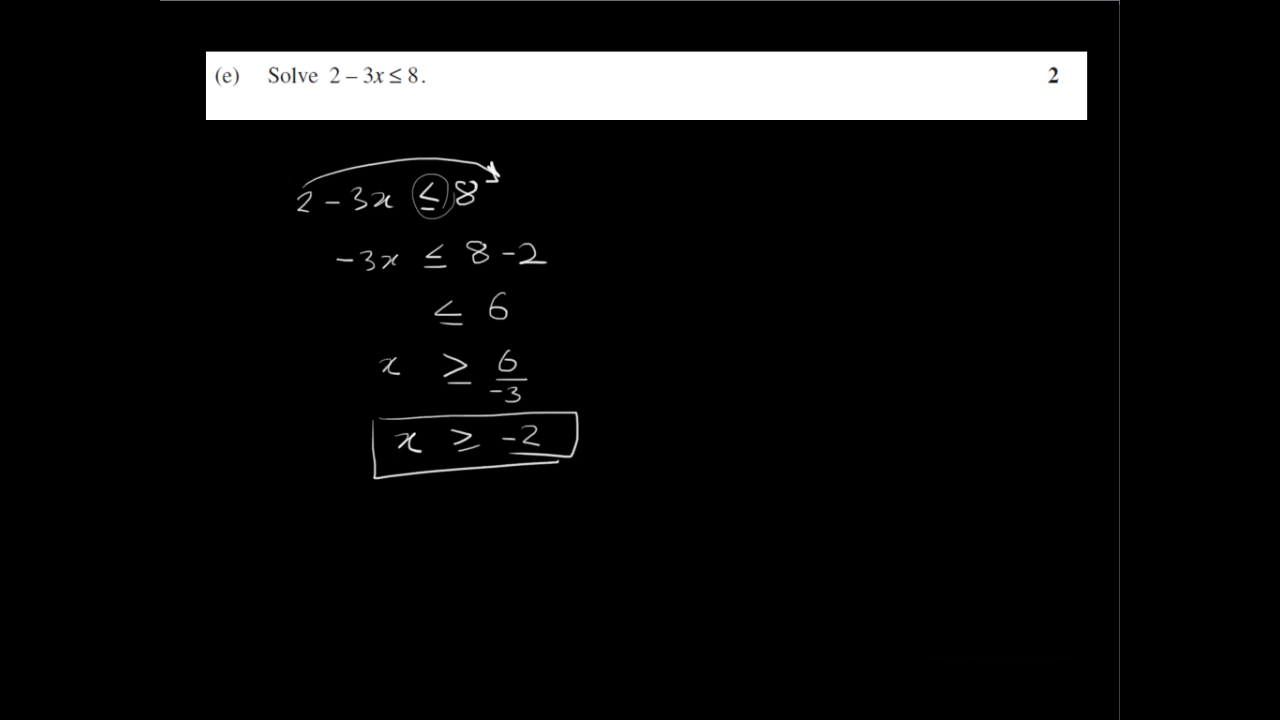 (e) Solve 2 – 3x ≤ 8. 2
2 - 3x ≤ 8
-3x ≤ 8 - 2
≤ 6
x ≥ 6/-3
x ≥ -2